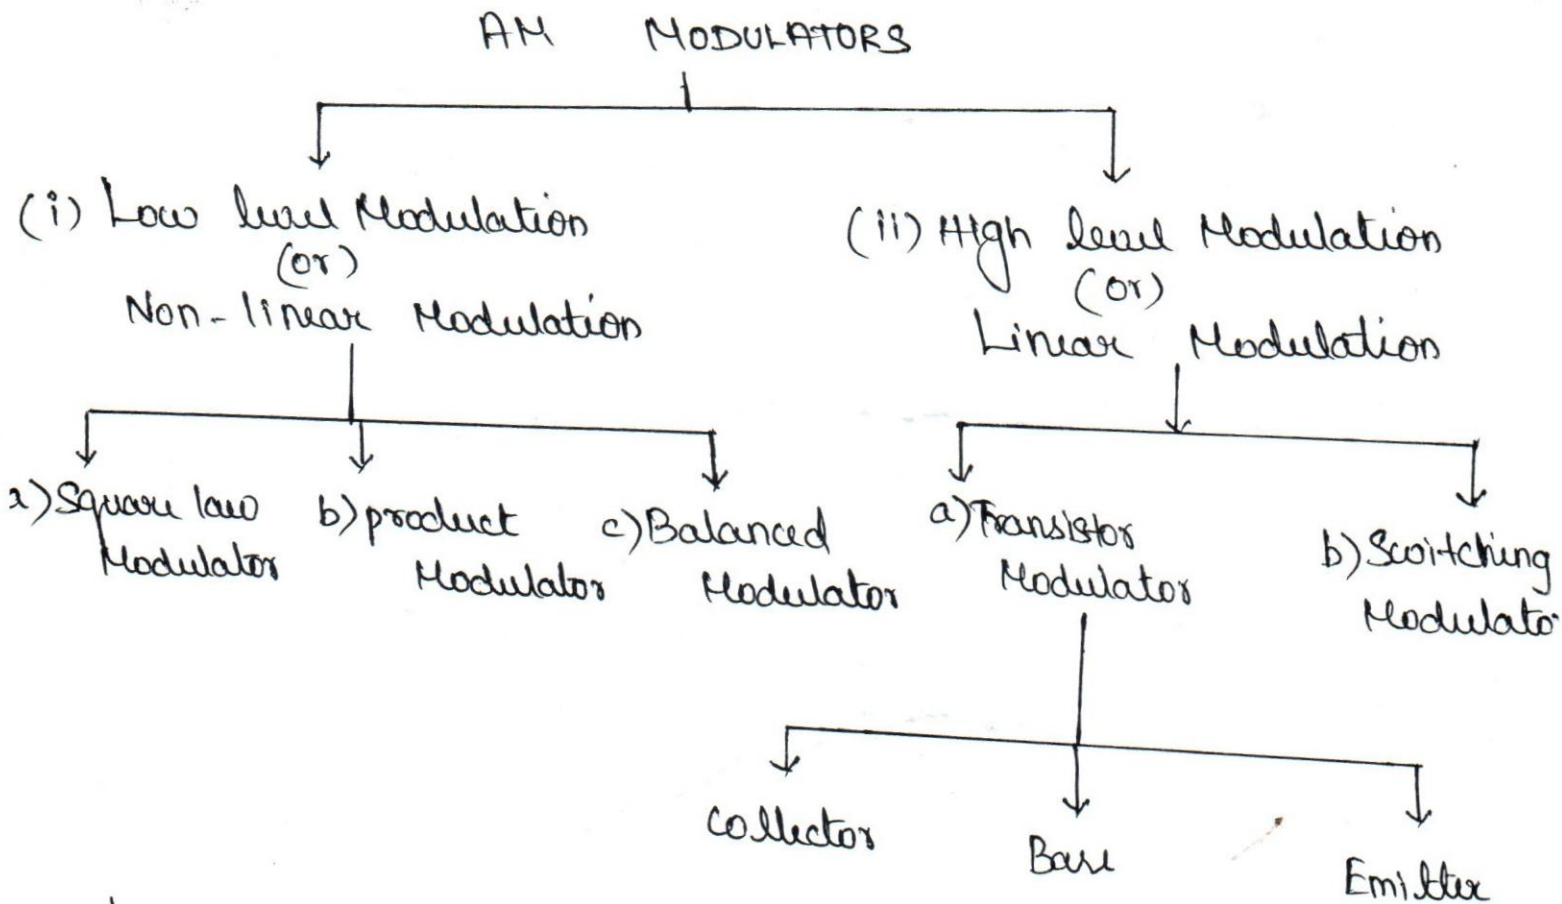 AM MODULATORS
(i) Low level Modulation
(or)
Non-linear Modulation
(ii) High level Modulation
(or)
Linear Modulation
a) Square law
Modulator
b) product
Modulator
c) Balanced
Modulator
a) Transistor
Modulator
b) Switching
Modulato
Collector
Base
Emitter